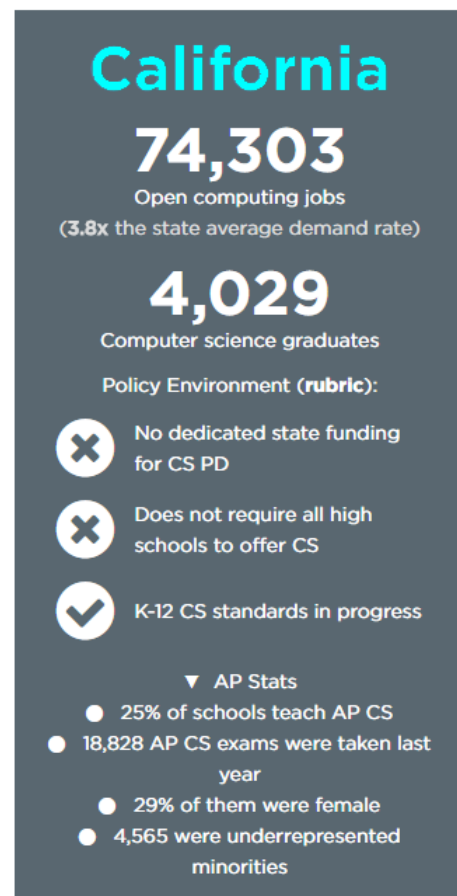 California
74,303
Open computing jobs
(3.8x the state average demand rate)
4,029
Computer science graduates
Policy Environment (rubric):
No dedicated state funding
for CS PD
Does not require all high
schools to offer CS
K-12 CS standards in progress
▼ AP Stats
● 25% of schools teach AP CS
● 18,828 AP CS exams were taken last
year
● 29% of them were female
● 4,565 were underrepresented
minorities